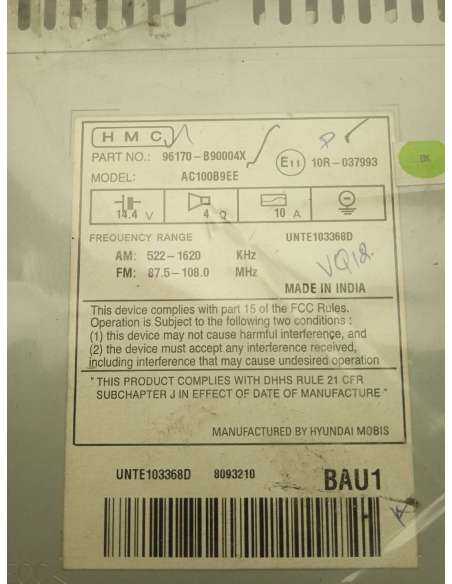 HMC
PART NO.: 96170-B90004X
E11 10R-037993
OK
MODEL: AC100B9EE
14.4 V 4 Ω 10 A
FREQUENCY RANGE UNTE103368D
AM: 522-1620 KHz
FM: 87.5-108.0 MHz
VQ12
MADE IN INDIA
This device complies with part 15 of the FCC Rules.
Operation is Subject to the following two conditions :
(1) this device may not cause harmful interference, and
(2) the device must accept any interference received,
including interference that may cause undesired operation
" THIS PRODUCT COMPLIES WITH DHHS RULE 21 CFR
SUBCHAPTER J IN EFFECT OF DATE OF MANUFACTURE "
MANUFACTURED BY HYUNDAI MOBIS
UNTE103368D 8093210 BAU1
H